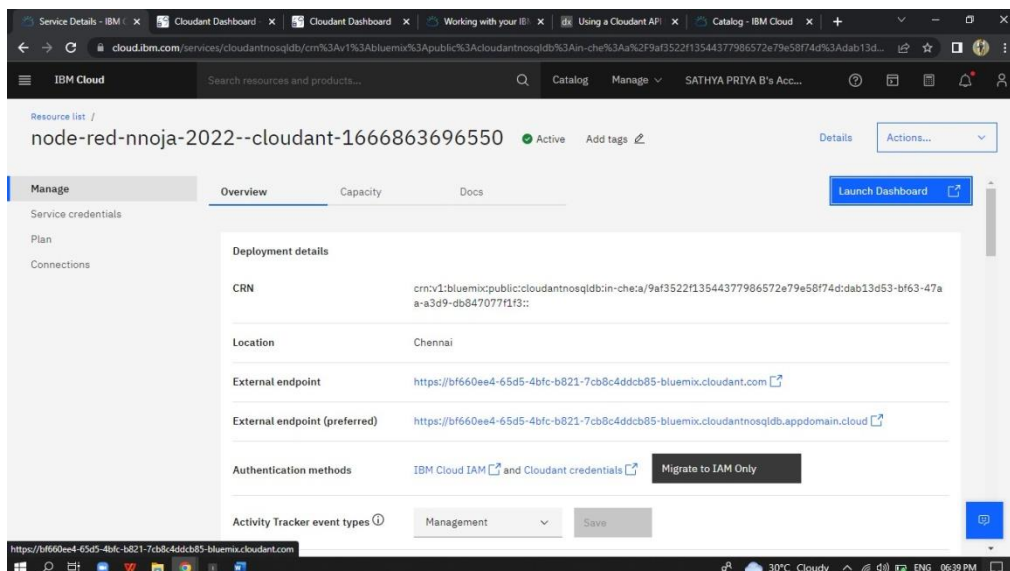 Service Details - IBM C
Cloudant Dashboard
Cloudant Dashboard
Working with your IBM
dx Using a Cloudant API
Catalog - IBM Cloud
cloud.ibm.com/services/cloudantnosqldb/crn%3Av1%3Abluemix%3Apublic%3Acloudantnosqldb%3Ain-che%3Aa%2F9af3522f13544377986572e79e58f74d%3Adab13d...
IBM Cloud
Search resources and products...
Catalog
Manage
SATHYA PRIYA B's Acc...
Resource list /
node-red-nnoja-2022--cloudant-1666863696550
Active
Add tags
Details
Actions...
Manage
Service credentials
Plan
Connections
Overview
Capacity
Docs
Launch Dashboard
Deployment details
CRN
crn:v1:bluemix:public:cloudantnosqldb:in-che:a/9af3522f13544377986572e79e58f74d:dab13d53-bf63-47a
a-a3d9-db847077f1f3::
Location
Chennai
External endpoint
https://bf660ee4-65d5-4bfc-b821-7cb8c4ddcb85-bluemix.cloudant.com
External endpoint (preferred)
https://bf660ee4-65d5-4bfc-b821-7cb8c4ddcb85-bluemix.cloudantnosqldb.appdomain.cloud
Authentication methods
IBM Cloud IAM and Cloudant credentials
Migrate to IAM Only
Activity Tracker event types
Management
Save
https://bf660ee4-65d5-4bfc-b821-7cb8c4ddcb85-bluemix.cloudant.com
30°C Cloudy
ENG
06:39 PM